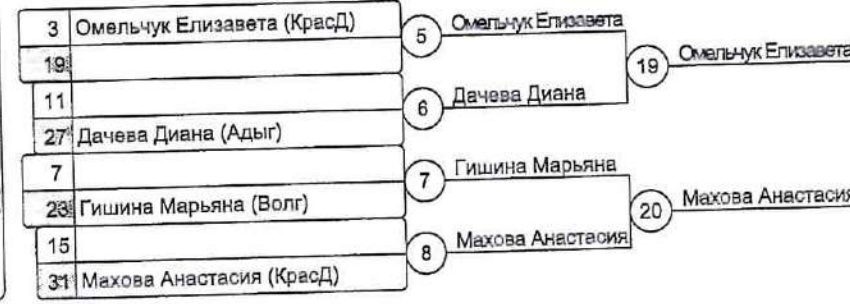 3 Омельчук Елизавета (КрасД)
19
5 Омельчук Елизавета
11
27 Дачева Диана (Адыг)
6 Дачева Диана
19 Омельчук Елизавета
7
23 Гишина Марьяна (Волг)
7 Гишина Марьяна
15
31 Махова Анастасия (КрасД)
8 Махова Анастасия
20 Махова Анастасия